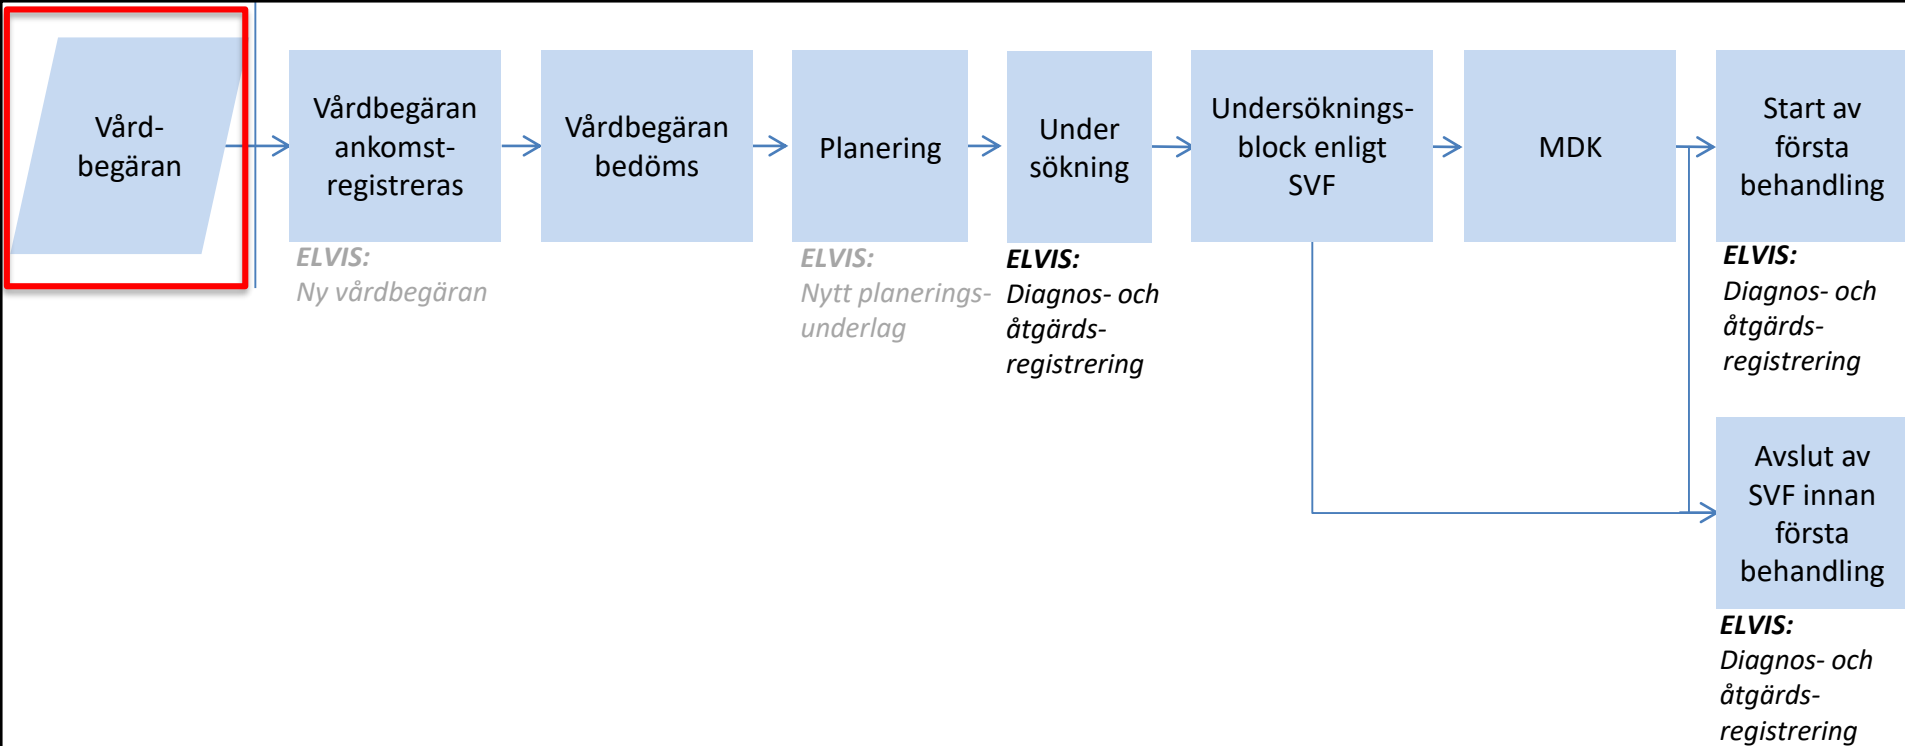 Vård-
begäran
Vårdbegäran
ankomst-
registreras
ELVIS:
Ny vårdbegäran
Vårdbegäran
bedöms
Planering
ELVIS:
Nytt planerings-
underlag
Under
sökning
ELVIS:
Diagnos- och
åtgärds-
registrering
Undersöknings-
block enligt
SVF
MDK
Start av
första
behandling
ELVIS:
Diagnos- och
åtgärds-
registrering
Avslut av
SVF innan
första
behandling
ELVIS:
Diagnos- och
åtgärds-
registrering